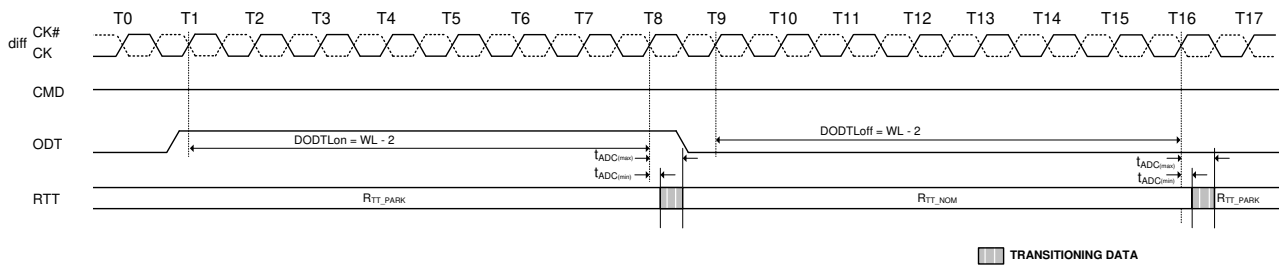 T0 T1 T2 T3 T4 T5 T6 T7 T8 T9 T10 T11 T12 T13 T14 T15 T16 T17
diff CK#
CK
CMD
ODT
DODTLon = WL - 2
DODTLoff = WL - 2
tADC(max)
tADC(max)
tADC(min)
tADC(min)
RTT
RTT_PARK
RTT_NOM
RTT_PARK
TRANSITIONING DATA